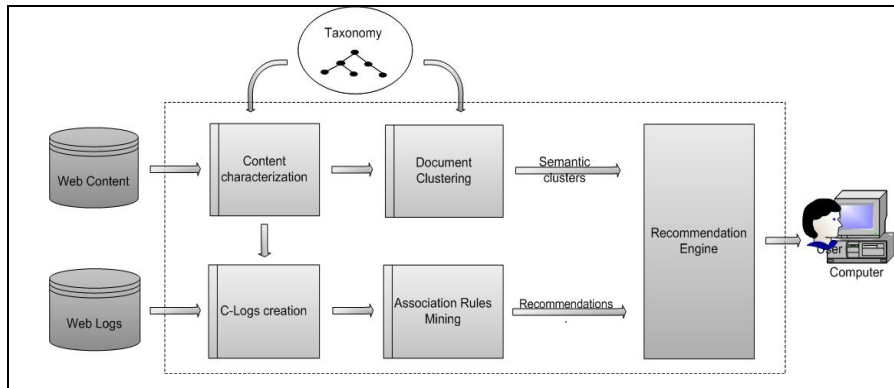 Taxonomy
Web Content
Content
characterization
Document
Clustering
Semantic
clusters
Recommendation
Engine
User
Computer
Web Logs
C-Logs creation
Association Rules
Mining
Recommendations
.